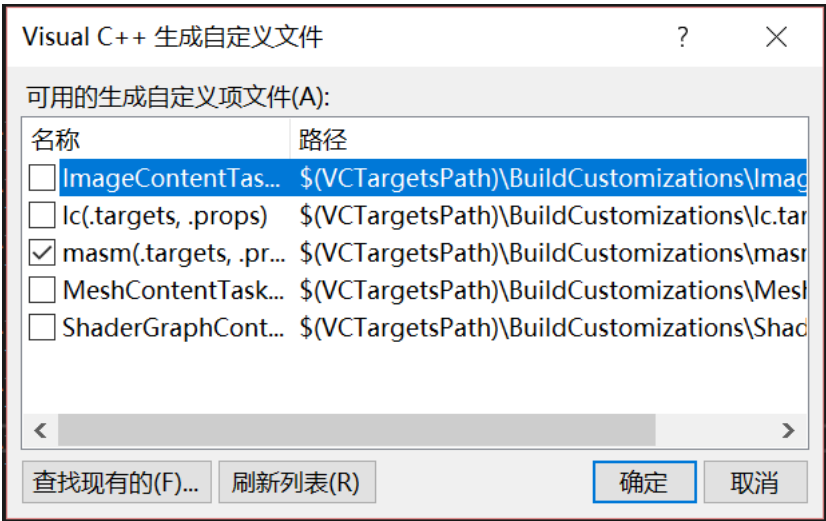 Visual C++ 生成自定义文件 ?
可用的生成自定义项文件(A):
名称 路径
ImageContentTas... $(VCTargetsPath)\BuildCustomizations\Imag
lc(.targets, .props) $(VCTargetsPath)\BuildCustomizations\lc.tar
masm(.targets, .pr... $(VCTargetsPath)\BuildCustomizations\masr
MeshContentTask... $(VCTargetsPath)\BuildCustomizations\Mesh
ShaderGraphCont... $(VCTargetsPath)\BuildCustomizations\Shad
查找现有的(F)... 刷新列表(R) 确定 取消